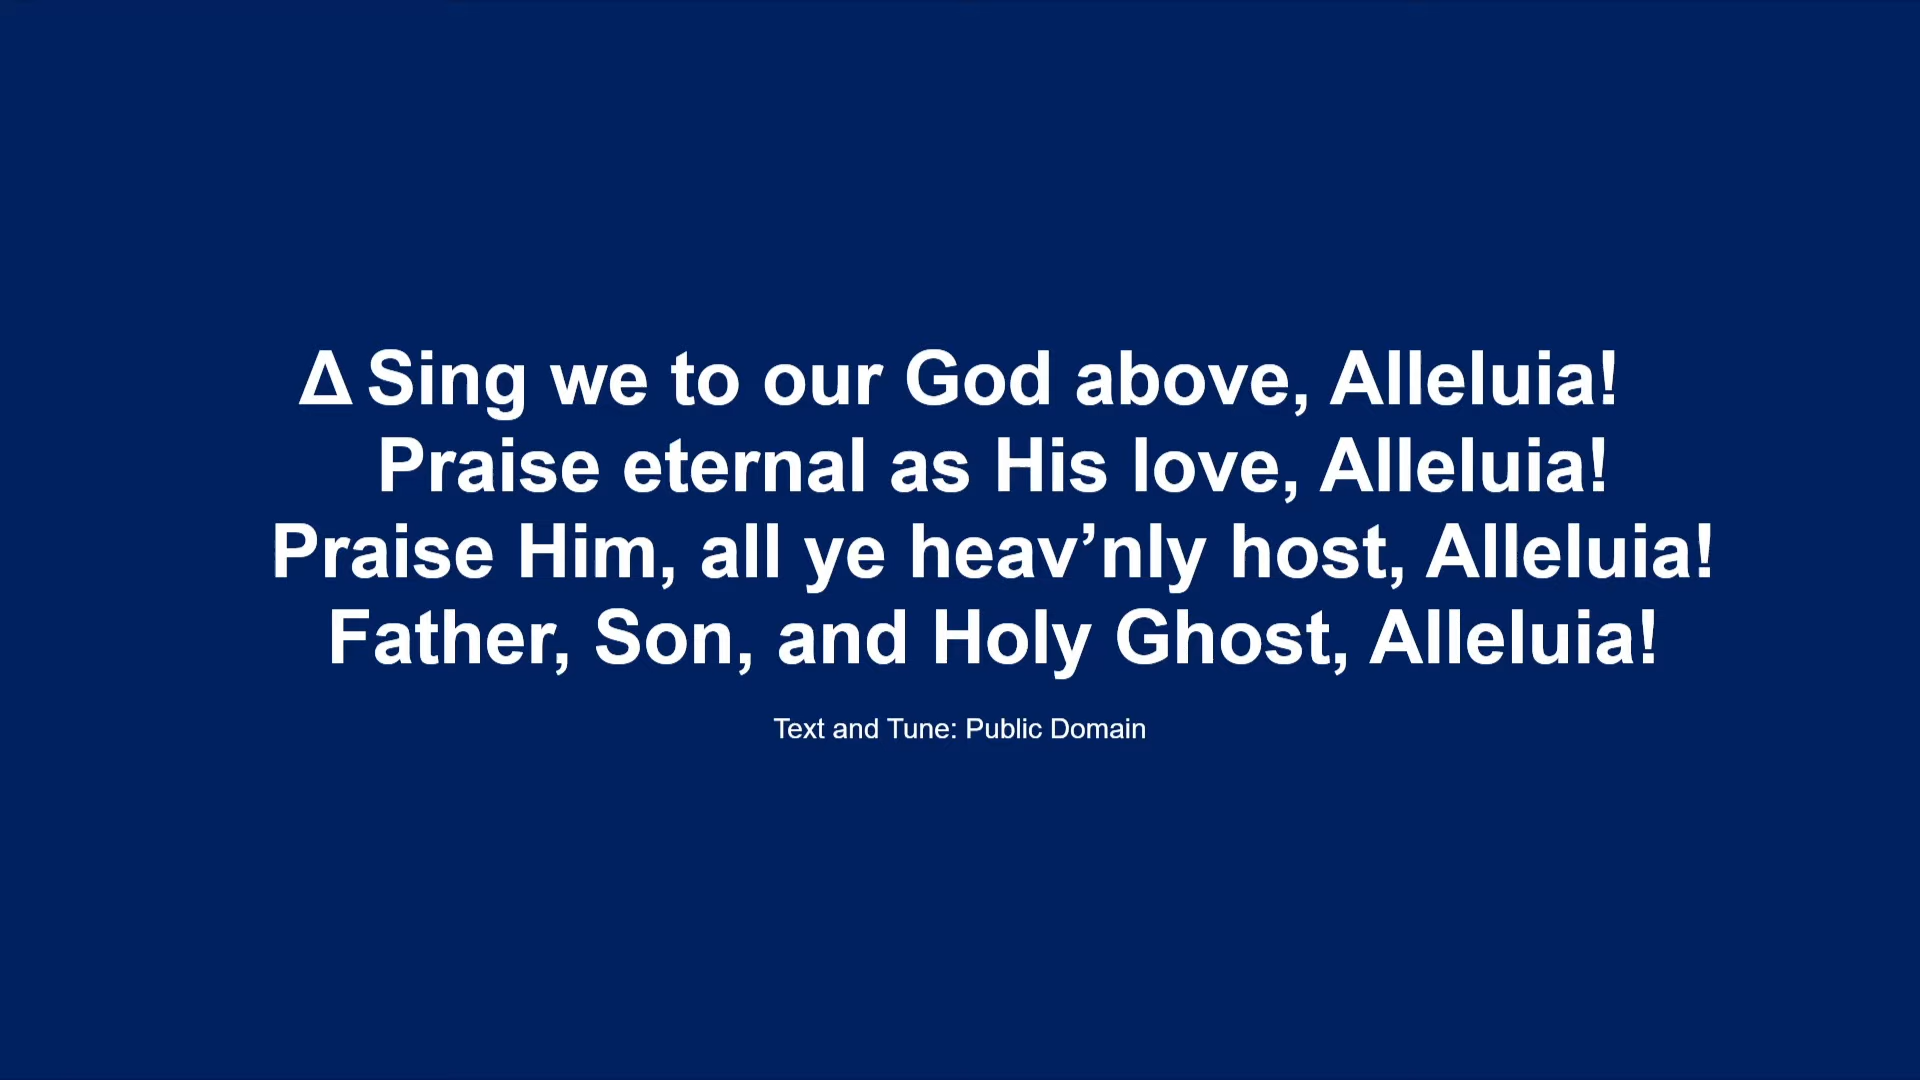 Δ Sing we to our God above, Alleluia!
Praise eternal as His love, Alleluia!
Praise Him, all ye heav’nly host, Alleluia!
Father, Son, and Holy Ghost, Alleluia!
Text and Tune: Public Domain